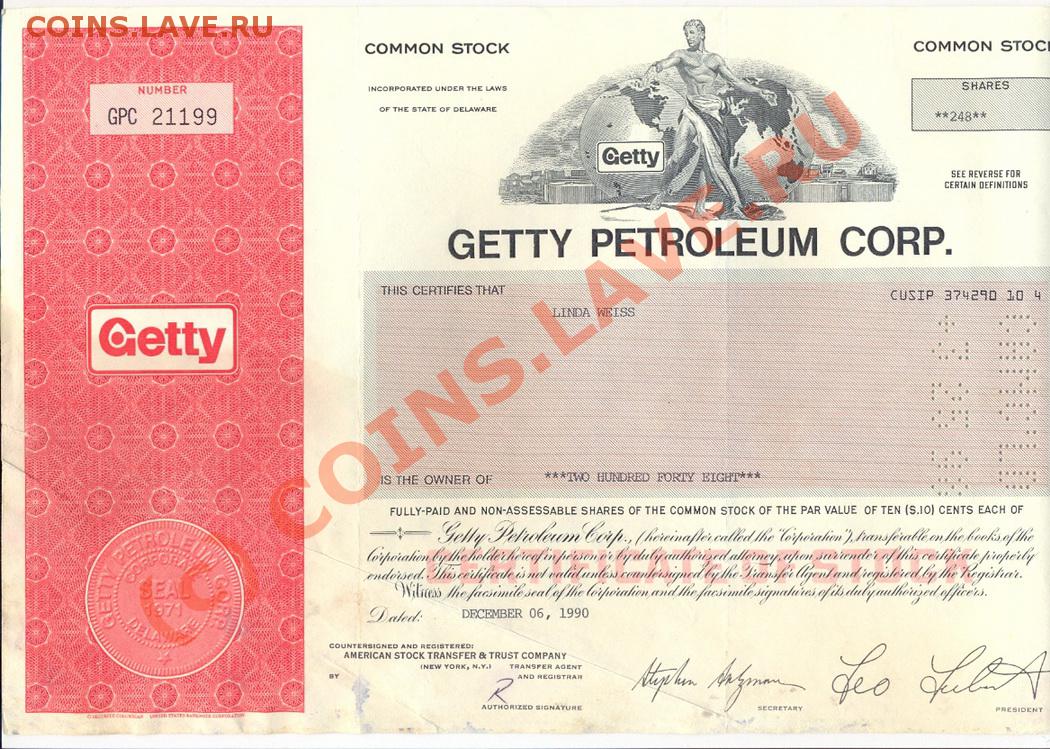 COINS.LAVE.RU
COMMON STOCK
COMMON STOCK
INCORPORATED UNDER THE LAWS
OF THE STATE OF DELAWARE
NUMBER
GPC 21199
SHARES
**248**
SEE REVERSE FOR
CERTAIN DEFINITIONS
Getty
GETTY PETROLEUM CORP.
THIS CERTIFIES THAT
CUSIP 374290 10 4
LINDA WEISS
Getty
IS THE OWNER OF
***TWO HUNDRED FORTY EIGHT***
FULLY-PAID AND NON-ASSESSABLE SHARES OF THE COMMON STOCK OF THE PAR VALUE OF TEN ($.10) CENTS EACH OF
Getty Petroleum Corp., (hereinafter called the "Corporation"), transferable on the books of the
Corporation by the holder hereof in person or by duly authorized attorney, upon surrender of this certificate properly
endorsed. This certificate is not valid unless countersigned by the Transfer Agent and registered by the Registrar.
Witness the facsimile seal of the Corporation and the facsimile signatures of its duly authorized officers.
Dated: DECEMBER 06, 1990
GETTY PETROLEUM CORP.
CORPORATE
SEAL
1971
DELAWARE
COUNTERSIGNED AND REGISTERED:
AMERICAN STOCK TRANSFER & TRUST COMPANY
(NEW YORK, N.Y.) TRANSFER AGENT
BY AND REGISTRAR
R
AUTHORIZED SIGNATURE
SECRETARY
PRESIDENT
UNITED STATES BANKNOTE CORPORATION
COINS.LAVE.RU